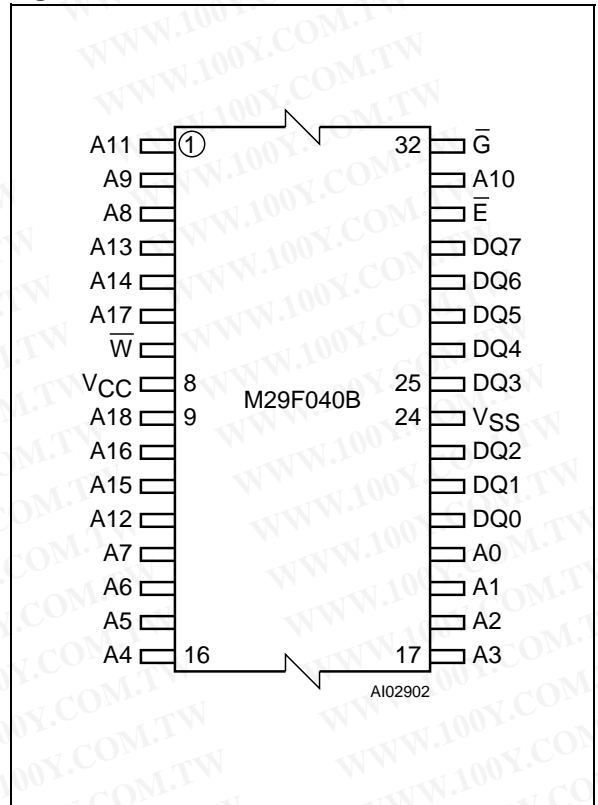 A11 1 32 G̅
A9 A10
A8 E̅
A13 DQ7
A14 DQ6
A17 DQ5
W̅ DQ4
VCC 8 25 DQ3
M29F040B
A18 9 24 VSS
A16 DQ2
A15 DQ1
A12 DQ0
A7 A0
A6 A1
A5 A2
A4 16 17 A3
AI02902
WWW.100Y.COM.TW